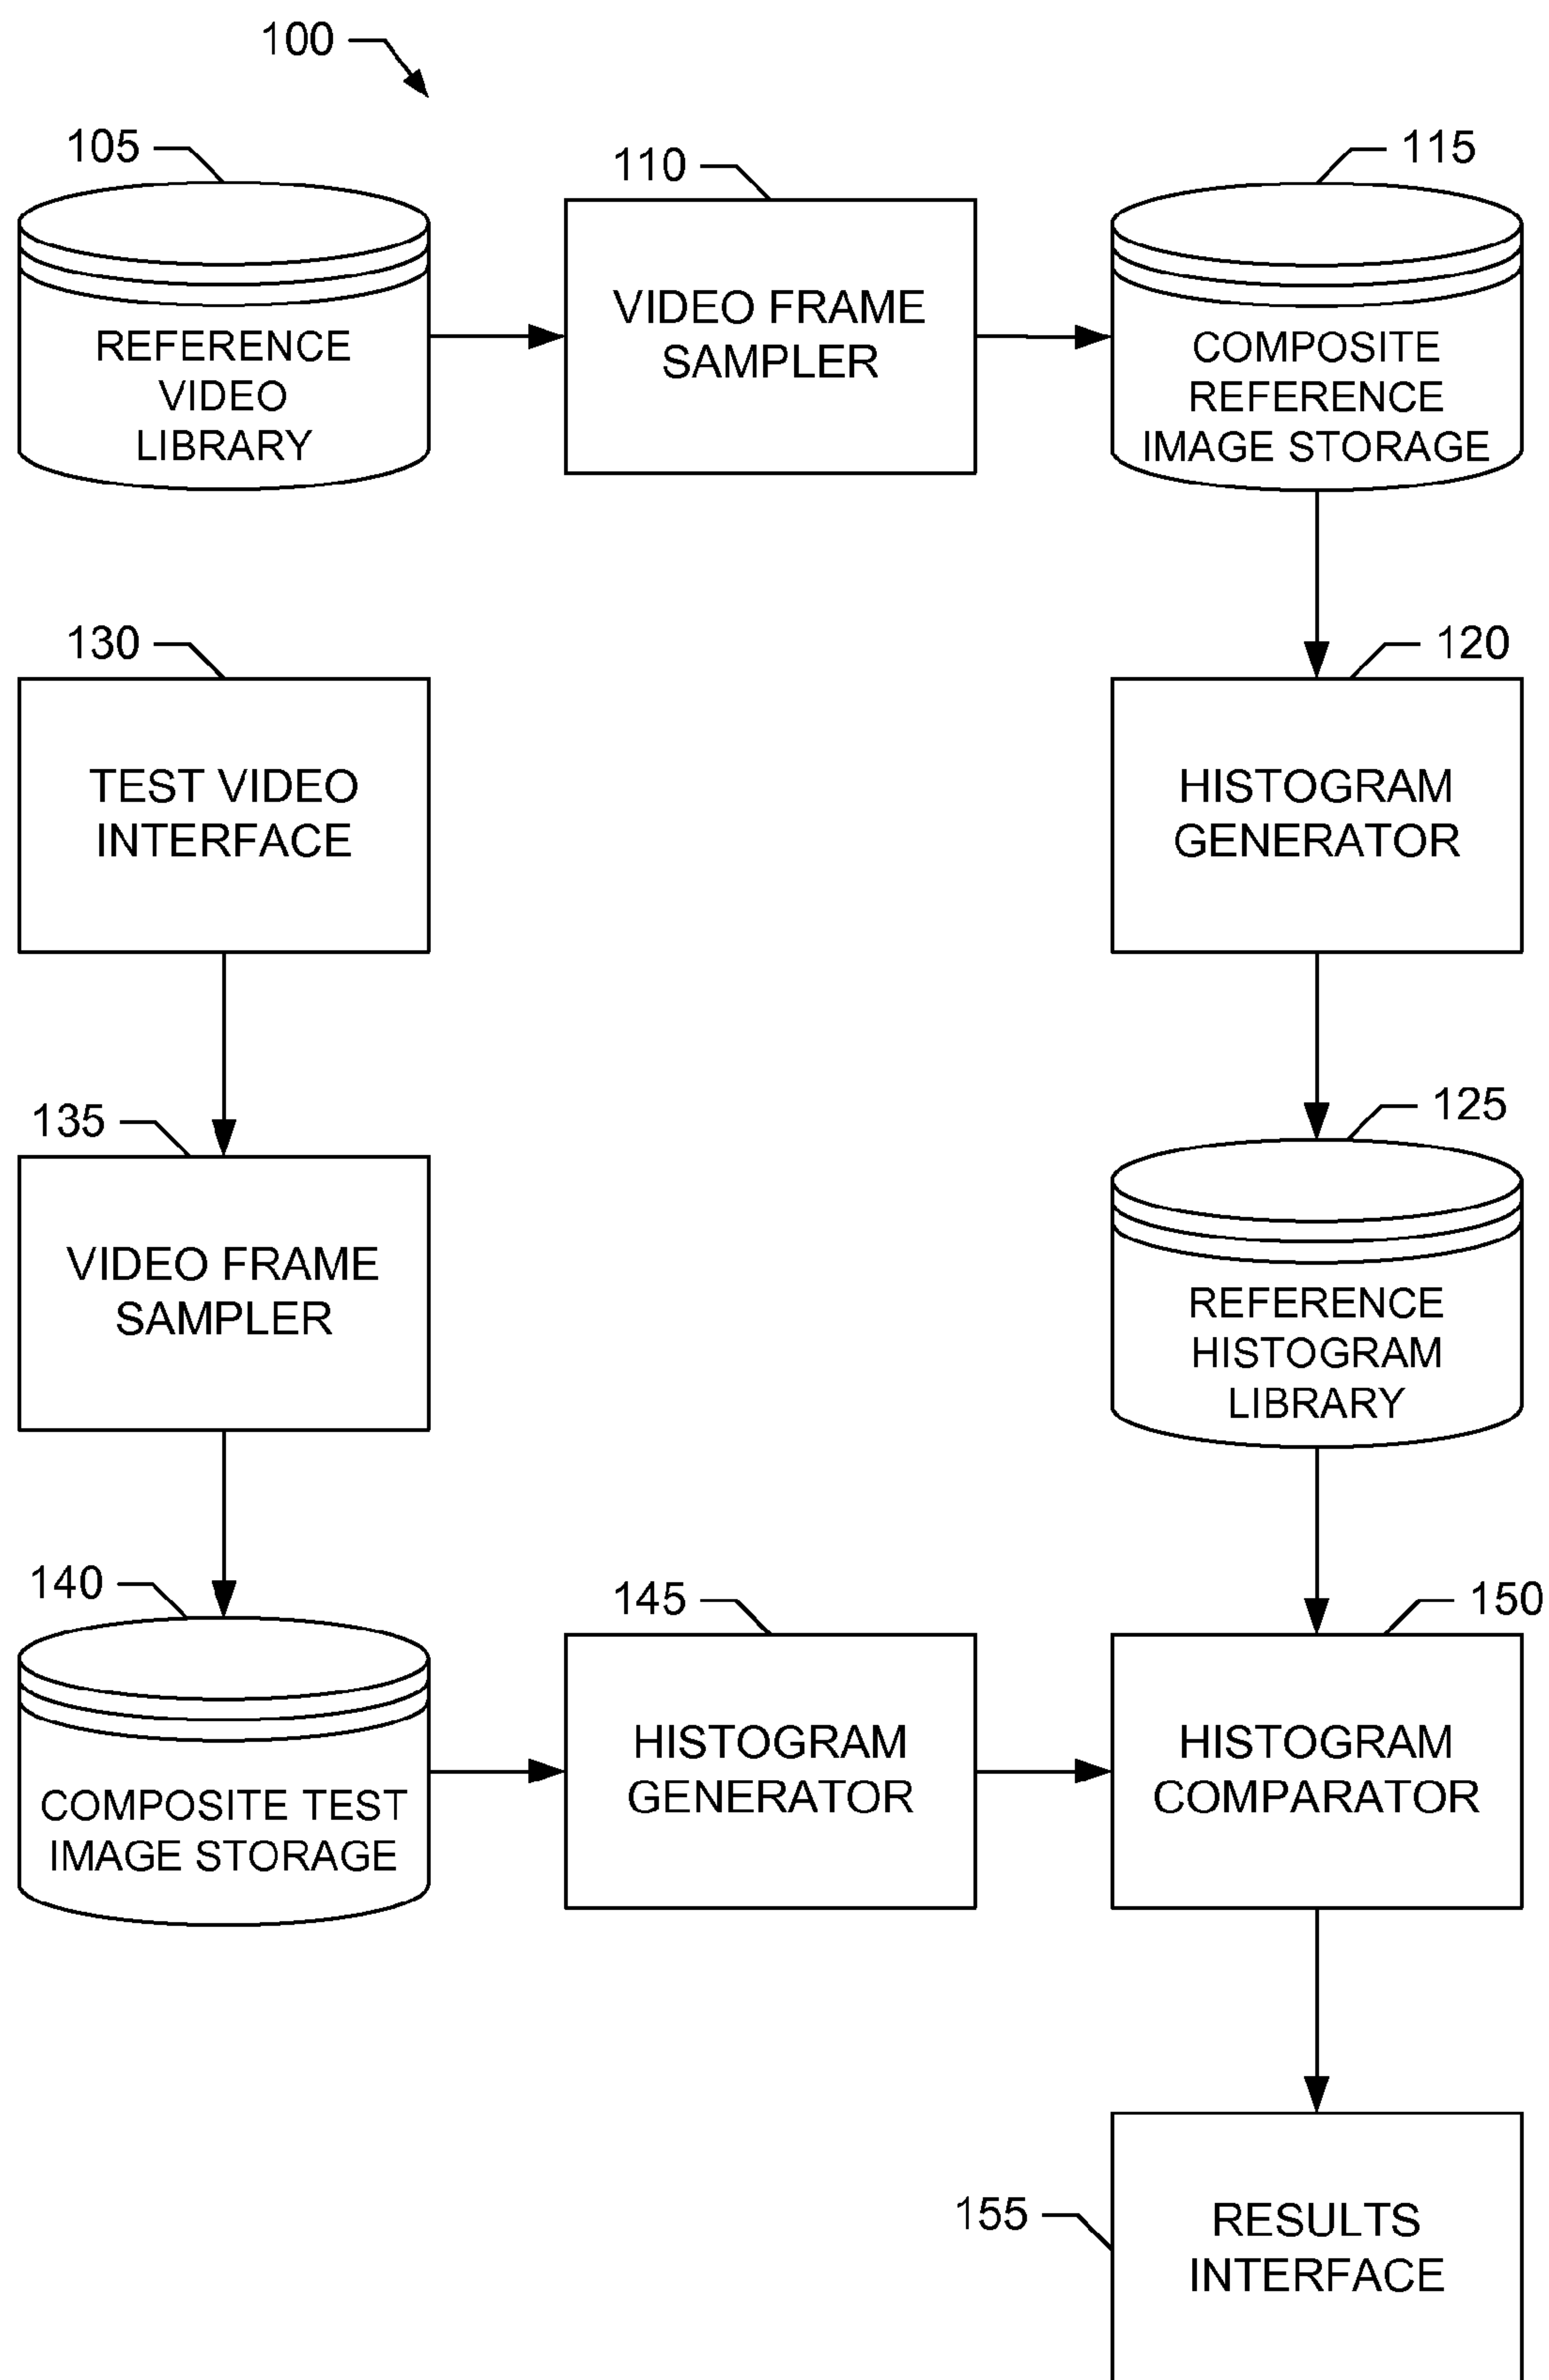 100
105
110
115
REFERENCE
VIDEO
LIBRARY
VIDEO FRAME
SAMPLER
COMPOSITE
REFERENCE
IMAGE STORAGE
130
120
TEST VIDEO
INTERFACE
HISTOGRAM
GENERATOR
135
125
VIDEO FRAME
SAMPLER
REFERENCE
HISTOGRAM
LIBRARY
140
145
150
COMPOSITE TEST
IMAGE STORAGE
HISTOGRAM
GENERATOR
HISTOGRAM
COMPARATOR
155
RESULTS
INTERFACE